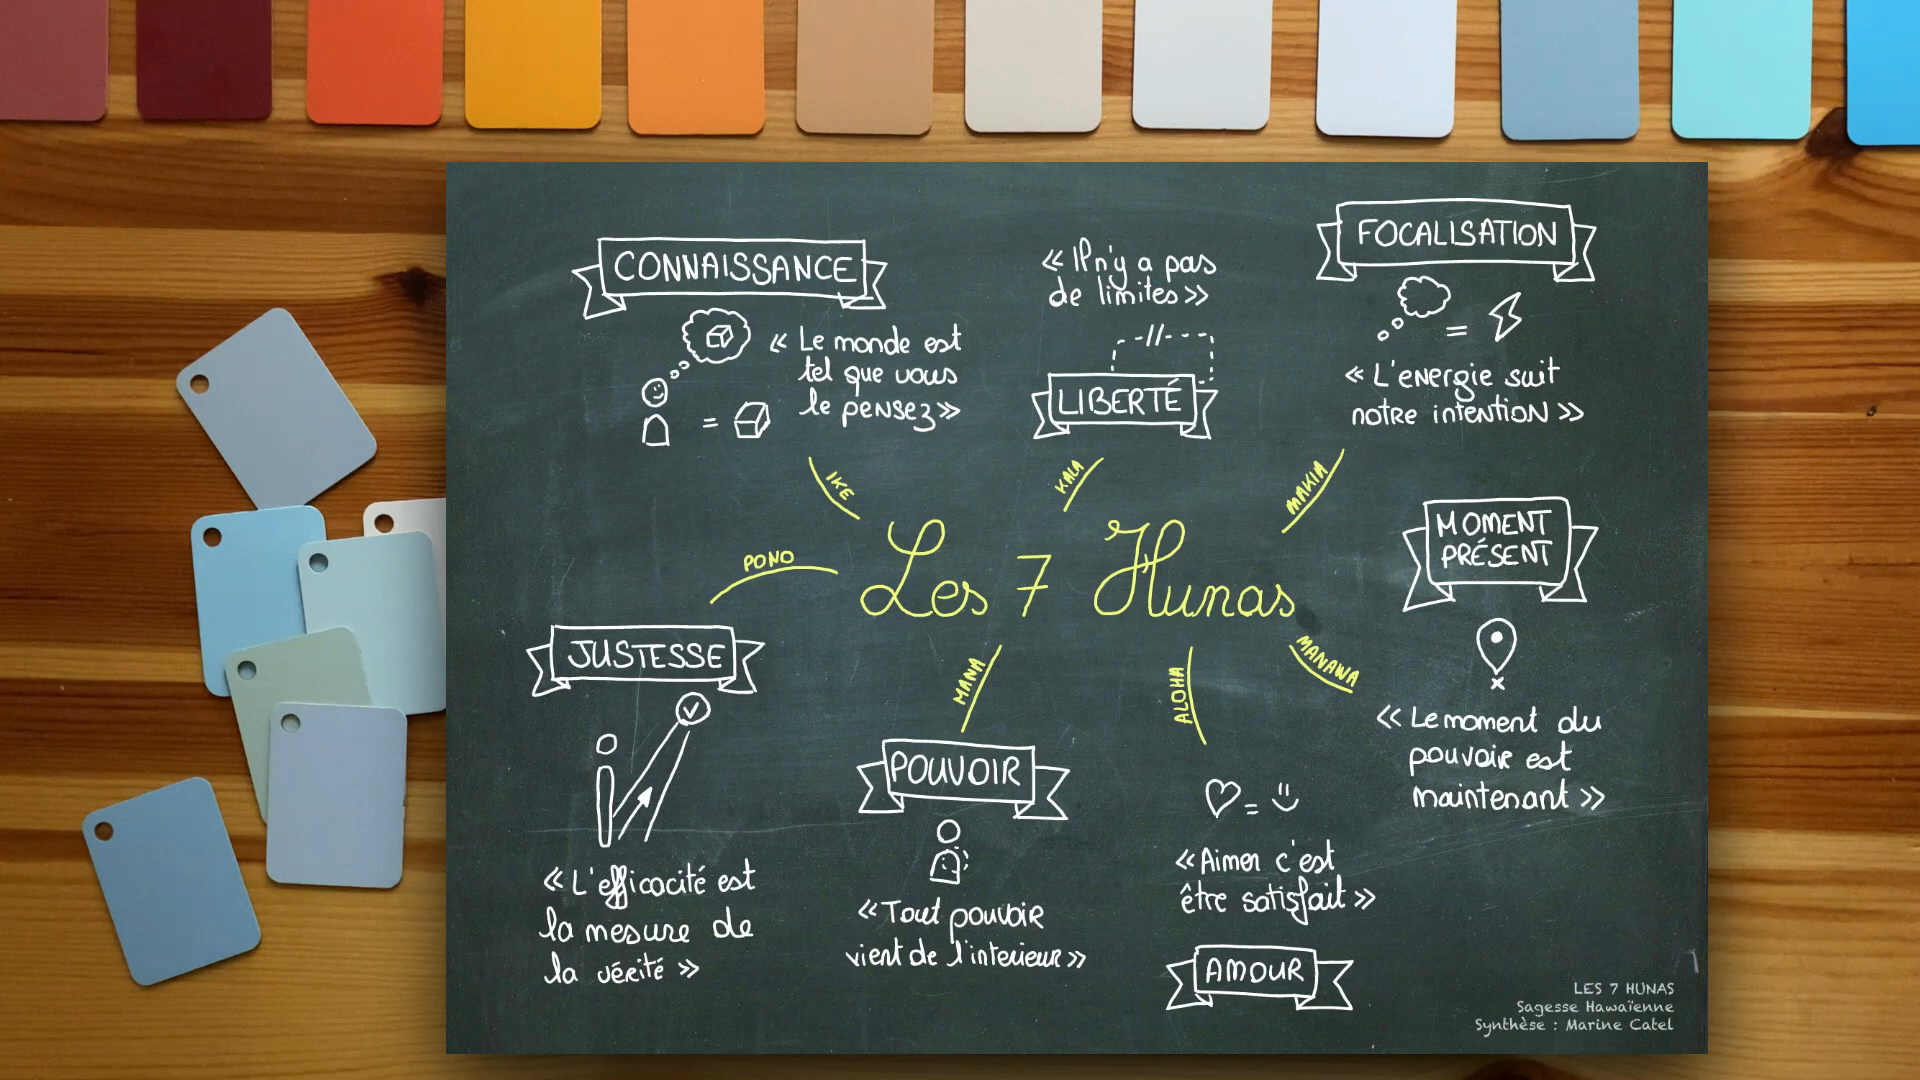 CONNAISSANCE
« Le monde est
tel que vous
le pensez »
IKE
« Il n'y a pas
de limites »
LIBERTÉ
KALA
FOCALISATION
« L'energie suit
notre intention »
MAKIA
MOMENT
PRÉSENT
« Le moment du
pouvoir est
maintenant »
MANAWA
Les 7 Hunas
PONO
JUSTESSE
« L'efficacité est
la mesure de
la vérité »
MANA
POUVOIR
« Tout pouvoir
vient de l'interieur »
ALOHA
« Aimer c'est
être satisfait »
AMOUR
LES 7 HUNAS
Sagesse Hawaïenne
Synthèse : Marine Catel